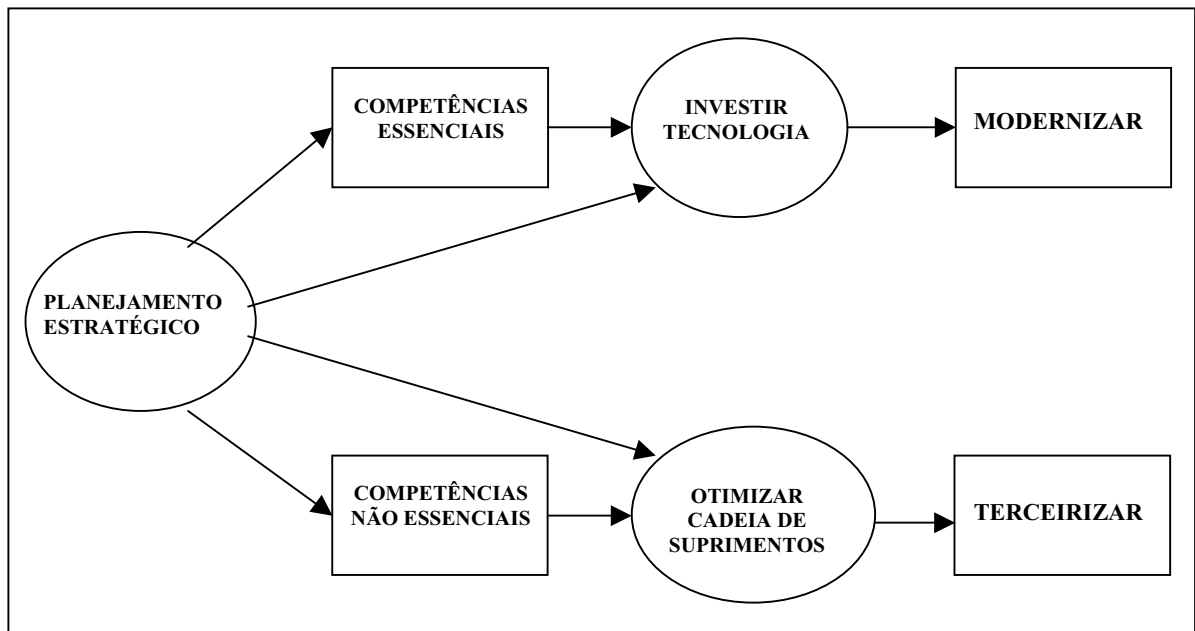 COMPETÊNCIAS
ESSENCIAIS
INVESTIR
TECNOLOGIA
MODERNIZAR
PLANEJAMENTO
ESTRATÉGICO
COMPETÊNCIAS
NÃO ESSENCIAIS
OTIMIZAR
CADEIA DE
SUPRIMENTOS
TERCEIRIZAR